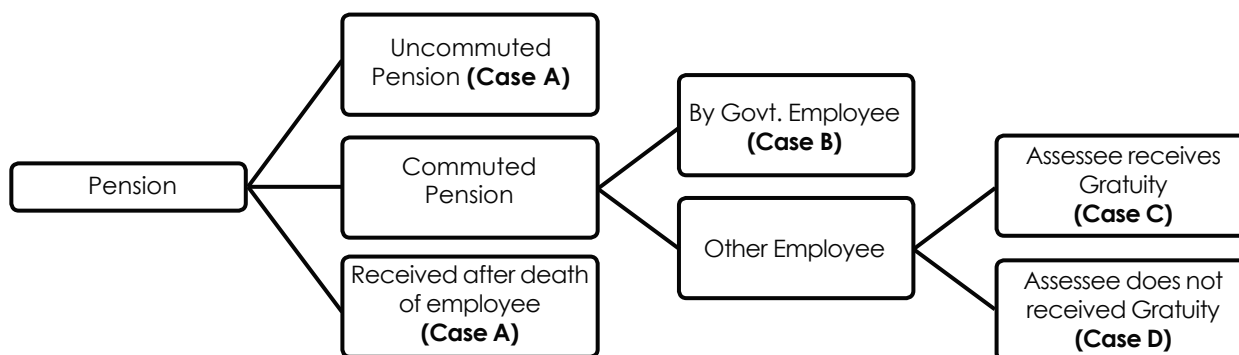 Pension
Uncommuted
Pension (Case A)
Commuted
Pension
Received after death
of employee
(Case A)
By Govt. Employee
(Case B)
Other Employee
Assessee receives
Gratuity
(Case C)
Assessee does not
received Gratuity
(Case D)